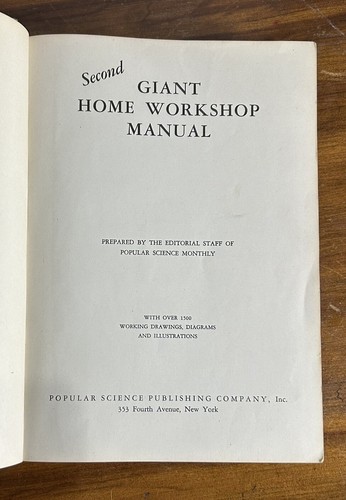 Second
GIANT
HOME WORKSHOP
MANUAL
PREPARED BY THE EDITORIAL STAFF OF
POPULAR SCIENCE MONTHLY
WITH OVER 1500
WORKING DRAWINGS, DIAGRAMS
AND ILLUSTRATIONS
POPULAR SCIENCE PUBLISHING COMPANY, Inc.
353 Fourth Avenue, New York